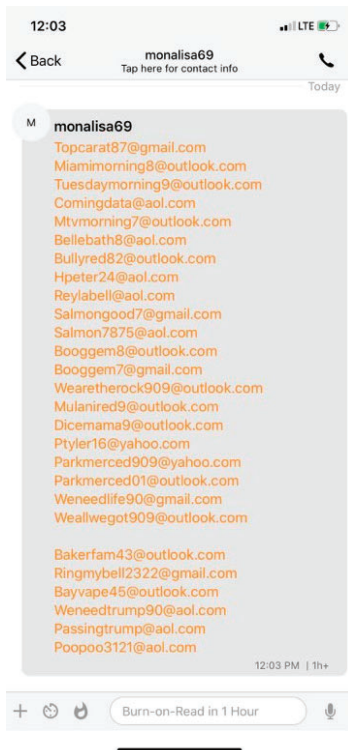 12:03
LTE
Back
monalisa69
Tap here for contact info
Today
M
monalisa69
Topcarat87@gmail.com
Miamimorning8@outlook.com
Tuesdaymorning9@outlook.com
Comingdata@aol.com
Mtvmorning7@outlook.com
Bellebath8@aol.com
Bullyred82@outlook.com
Hpeter24@aol.com
Reylabell@aol.com
Salmongood7@gmail.com
Salmon7875@aol.com
Booggem8@outlook.com
Booggem7@gmail.com
Wearetherock909@outlook.com
Mulanired9@outlook.com
Dicemama9@outlook.com
Ptyler16@yahoo.com
Parkmerced909@yahoo.com
Parkmerced01@outlook.com
Weneedlife90@gmail.com
Weallwegot909@outlook.com
Bakerfam43@outlook.com
Ringmybell2322@gmail.com
Bayvape45@outlook.com
Weneedtrump90@aol.com
Passingtrump@aol.com
Poopoo3121@aol.com
12:03 PM | 1h+
Burn-on-Read in 1 Hour